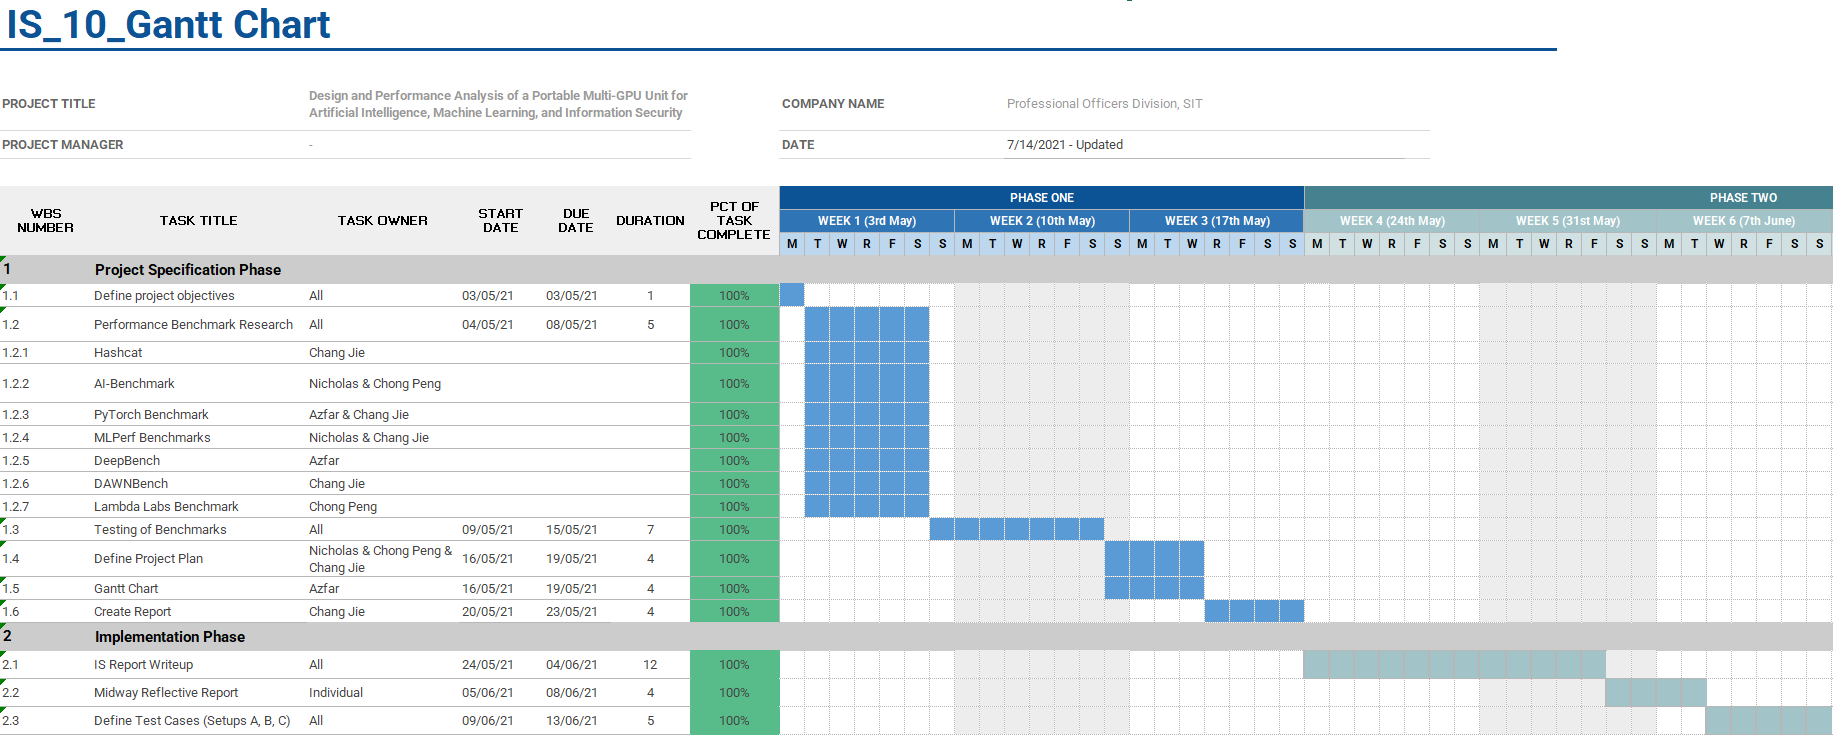 IS_10_Gantt Chart
PROJECT TITLE
Design and Performance Analysis of a Portable Multi-GPU Unit for
Artificial Intelligence, Machine Learning, and Information Security
COMPANY NAME
Professional Officers Division, SIT
PROJECT MANAGER
-
DATE
7/14/2021 - Updated
PHASE ONE
PHASE TWO
WBS NUMBER TASK TITLE TASK OWNER START DATE DUE DATE DURATION PCT OF TASK COMPLETE
WEEK 1 (3rd May) WEEK 2 (10th May) WEEK 3 (17th May) WEEK 4 (24th May) WEEK 5 (31st May) WEEK 6 (7th June)
M T W R F S S M T W R F S S M T W R F S S M T W R F S S M T W R F S S M T W R F S S
1 Project Specification Phase
1.1 Define project objectives All 03/05/21 03/05/21 1 100%
1.2 Performance Benchmark Research All 04/05/21 08/05/21 5 100%
1.2.1 Hashcat Chang Jie 100%
1.2.2 AI-Benchmark Nicholas & Chong Peng 100%
1.2.3 PyTorch Benchmark Azfar & Chang Jie 100%
1.2.4 MLPerf Benchmarks Nicholas & Chang Jie 100%
1.2.5 DeepBench Azfar 100%
1.2.6 DAWNBench Chang Jie 100%
1.2.7 Lambda Labs Benchmark Chong Peng 100%
1.3 Testing of Benchmarks All 09/05/21 15/05/21 7 100%
1.4 Define Project Plan Nicholas & Chong Peng & Chang Jie 16/05/21 19/05/21 4 100%
1.5 Gantt Chart Azfar 16/05/21 19/05/21 4 100%
1.6 Create Report Chang Jie 20/05/21 23/05/21 4 100%
2 Implementation Phase
2.1 IS Report Writeup All 24/05/21 04/06/21 12 100%
2.2 Midway Reflective Report Individual 05/06/21 08/06/21 4 100%
2.3 Define Test Cases (Setups A, B, C) All 09/06/21 13/06/21 5 100%